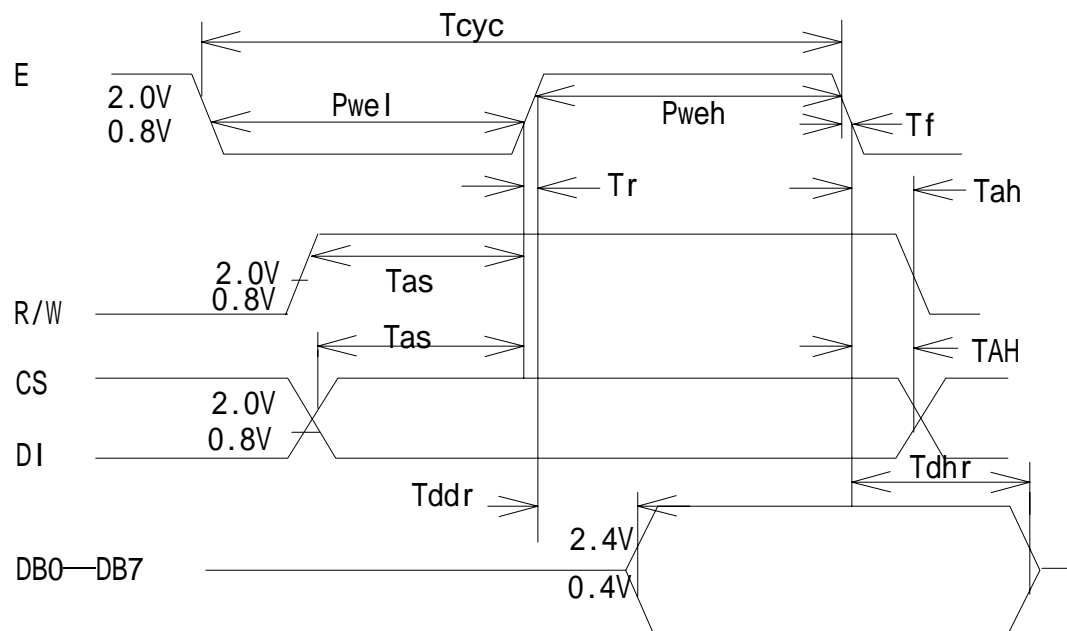 Tcyc
E
2.0V
0.8V
Pwel
Pweh
Tf
Tr
Tah
2.0V
0.8V
Tas
R/W
Tas
TAH
CS
2.0V
0.8V
DI
Tdhr
Tddr
2.4V
DB0—DB7
0.4V